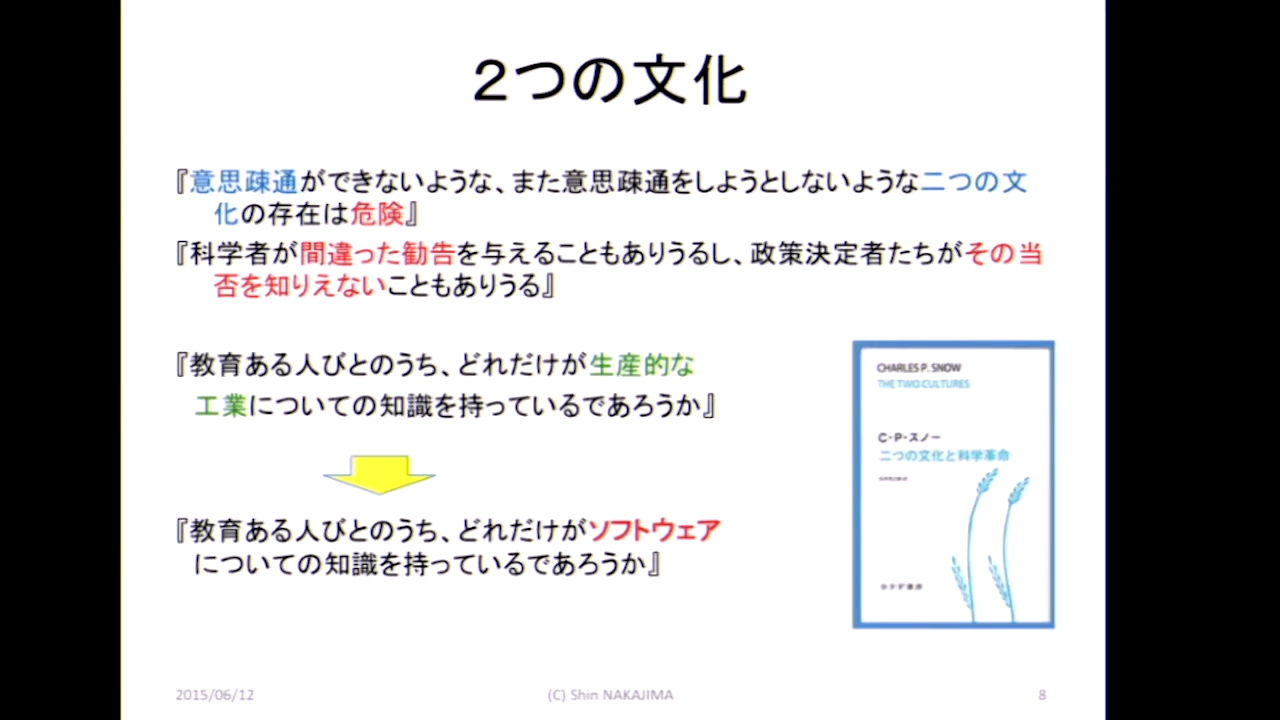 ２つの文化
『意思疎通ができないような、また意思疎通をしようとしないような二つの文
化の存在は危険』
『科学者が間違った勧告を与えることもありうるし、政策決定者たちがその当
否を知りえないこともありうる』
『教育ある人びとのうち、どれだけが生産的な
工業についての知識を持っているであろうか』
『教育ある人びとのうち、どれだけがソフトウェア
についての知識を持っているであろうか』
CHARLES P. SNOW
THE TWO CULTURES
C・P・スノー
二つの文化と科学革命
みすず書房
2015/06/12
(C) Shin NAKAJIMA
8